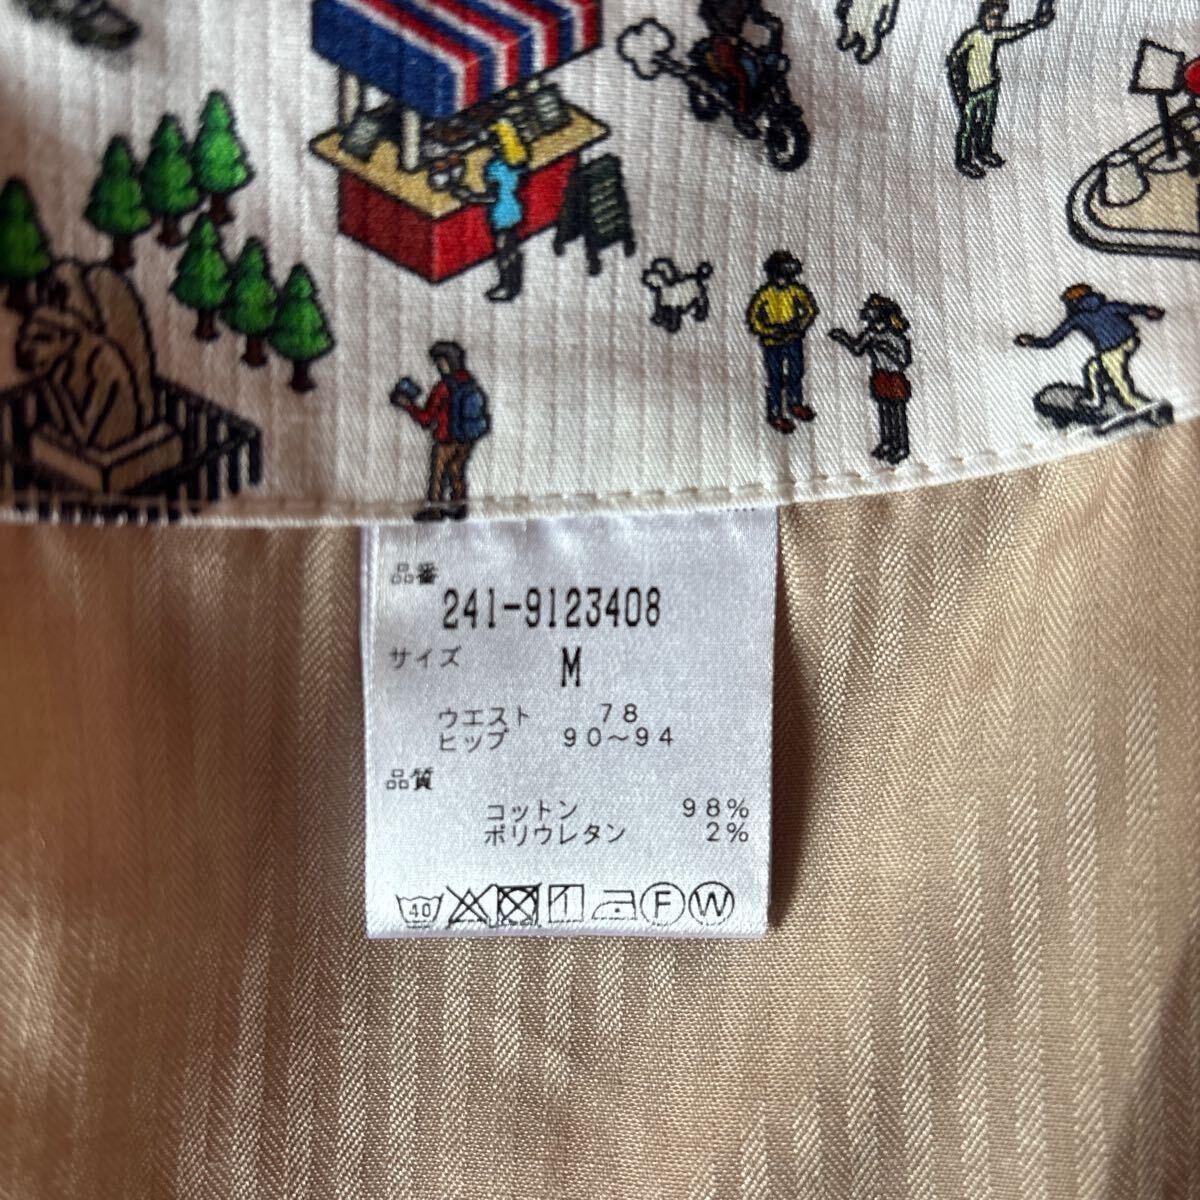 品番
241-9123408
サイズ M
ウエスト 78
ヒップ 90～94
品質
コットン 98%
ポリウレタン 2%
40 F W